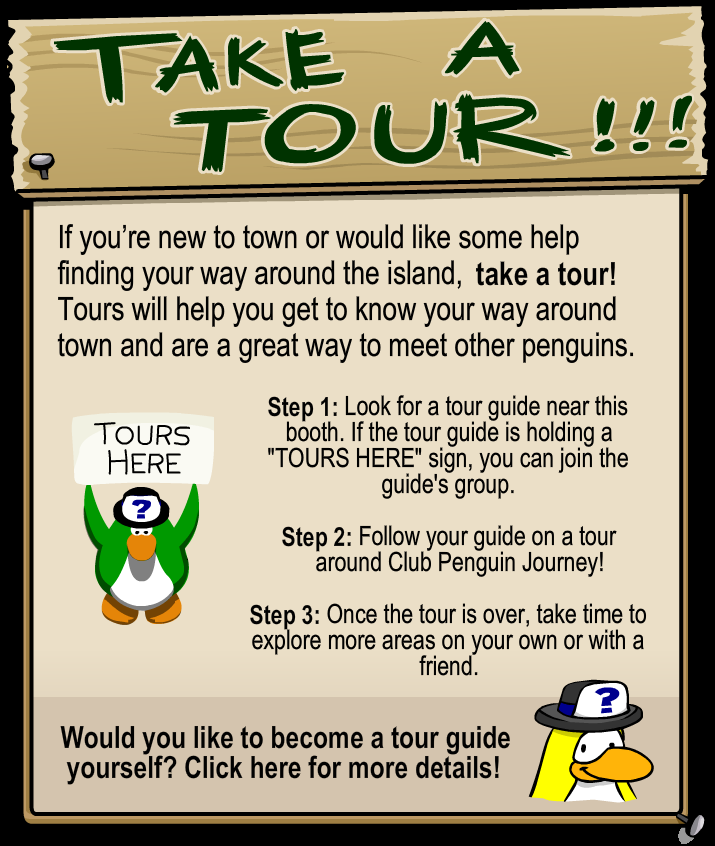 TAKE A
TOUR!!!
If you're new to town or would like some help
finding your way around the island, take a tour!
Tours will help you get to know your way around
town and are a great way to meet other penguins.
TOURS
HERE
?
Step 1: Look for a tour guide near this
booth. If the tour guide is holding a
"TOURS HERE" sign, you can join the
guide's group.
Step 2: Follow your guide on a tour
around Club Penguin Journey!
Step 3: Once the tour is over, take time to
explore more areas on your own or with a
friend.
?
Would you like to become a tour guide
yourself? Click here for more details!